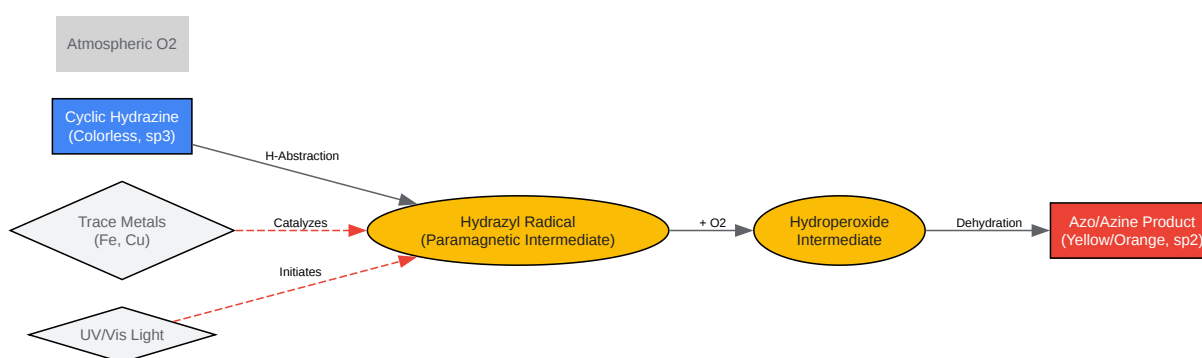 Atmospheric O2
Cyclic Hydrazine
(Colorless, sp3)
H-Abstraction
Trace Metals
(Fe, Cu)
Catalyzes
Hydrazyl Radical
(Paramagnetic Intermediate)
+ O2
Hydroperoxide
Intermediate
Dehydration
Azo/Azine Product
(Yellow/Orange, sp2)
Initiates
UV/Vis Light